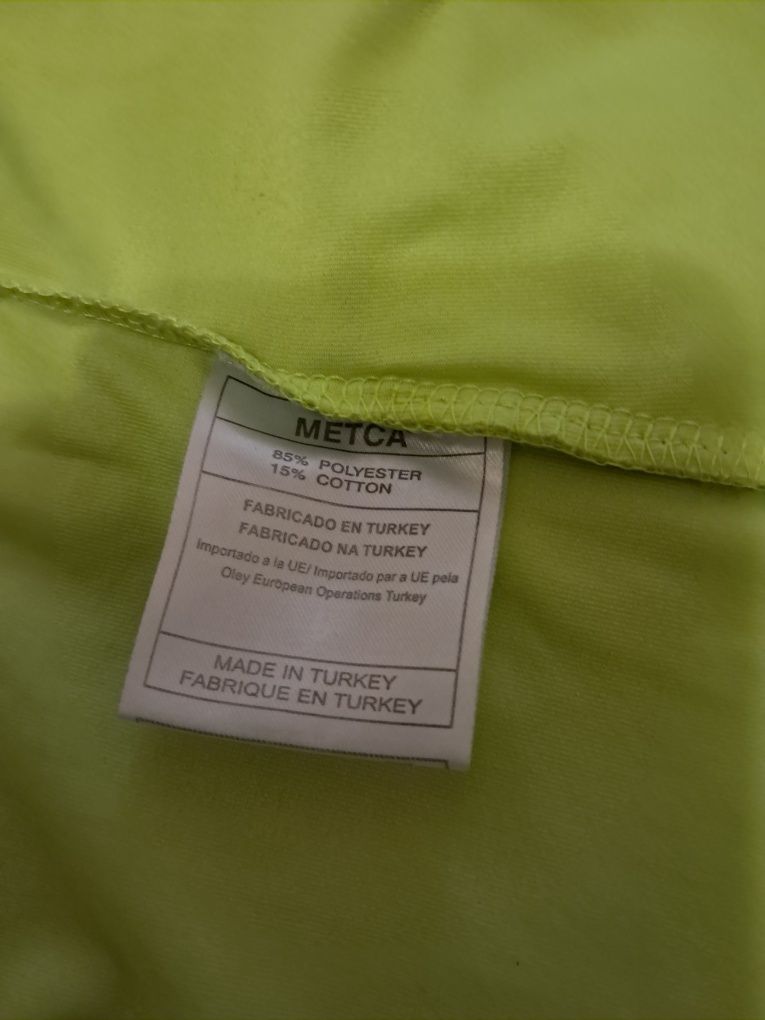 METCA
85% POLYESTER
15% COTTON
FABRICADO EN TURKEY
FABRICADO NA TURKEY
Importado a la UE/ Importado par a UE pela
Oley European Operations Turkey
MADE IN TURKEY
FABRIQUE EN TURKEY